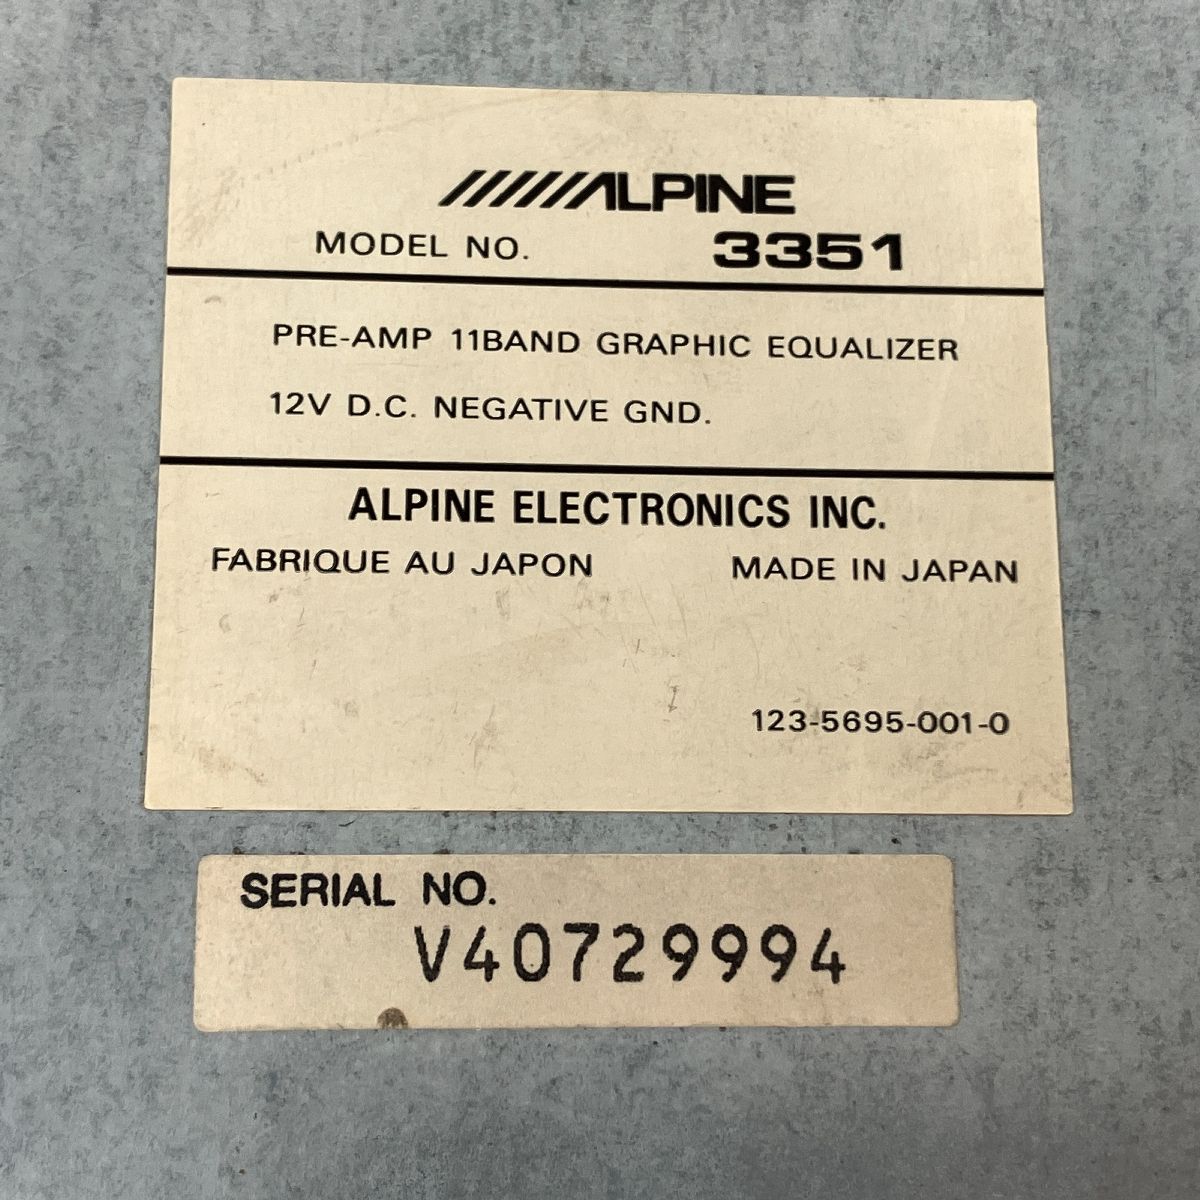 ALPINE
MODEL NO. 3351
PRE-AMP 11BAND GRAPHIC EQUALIZER
12V D.C. NEGATIVE GND.
ALPINE ELECTRONICS INC.
FABRIQUE AU JAPON MADE IN JAPAN
123-5695-001-0
SERIAL NO.
V40729994